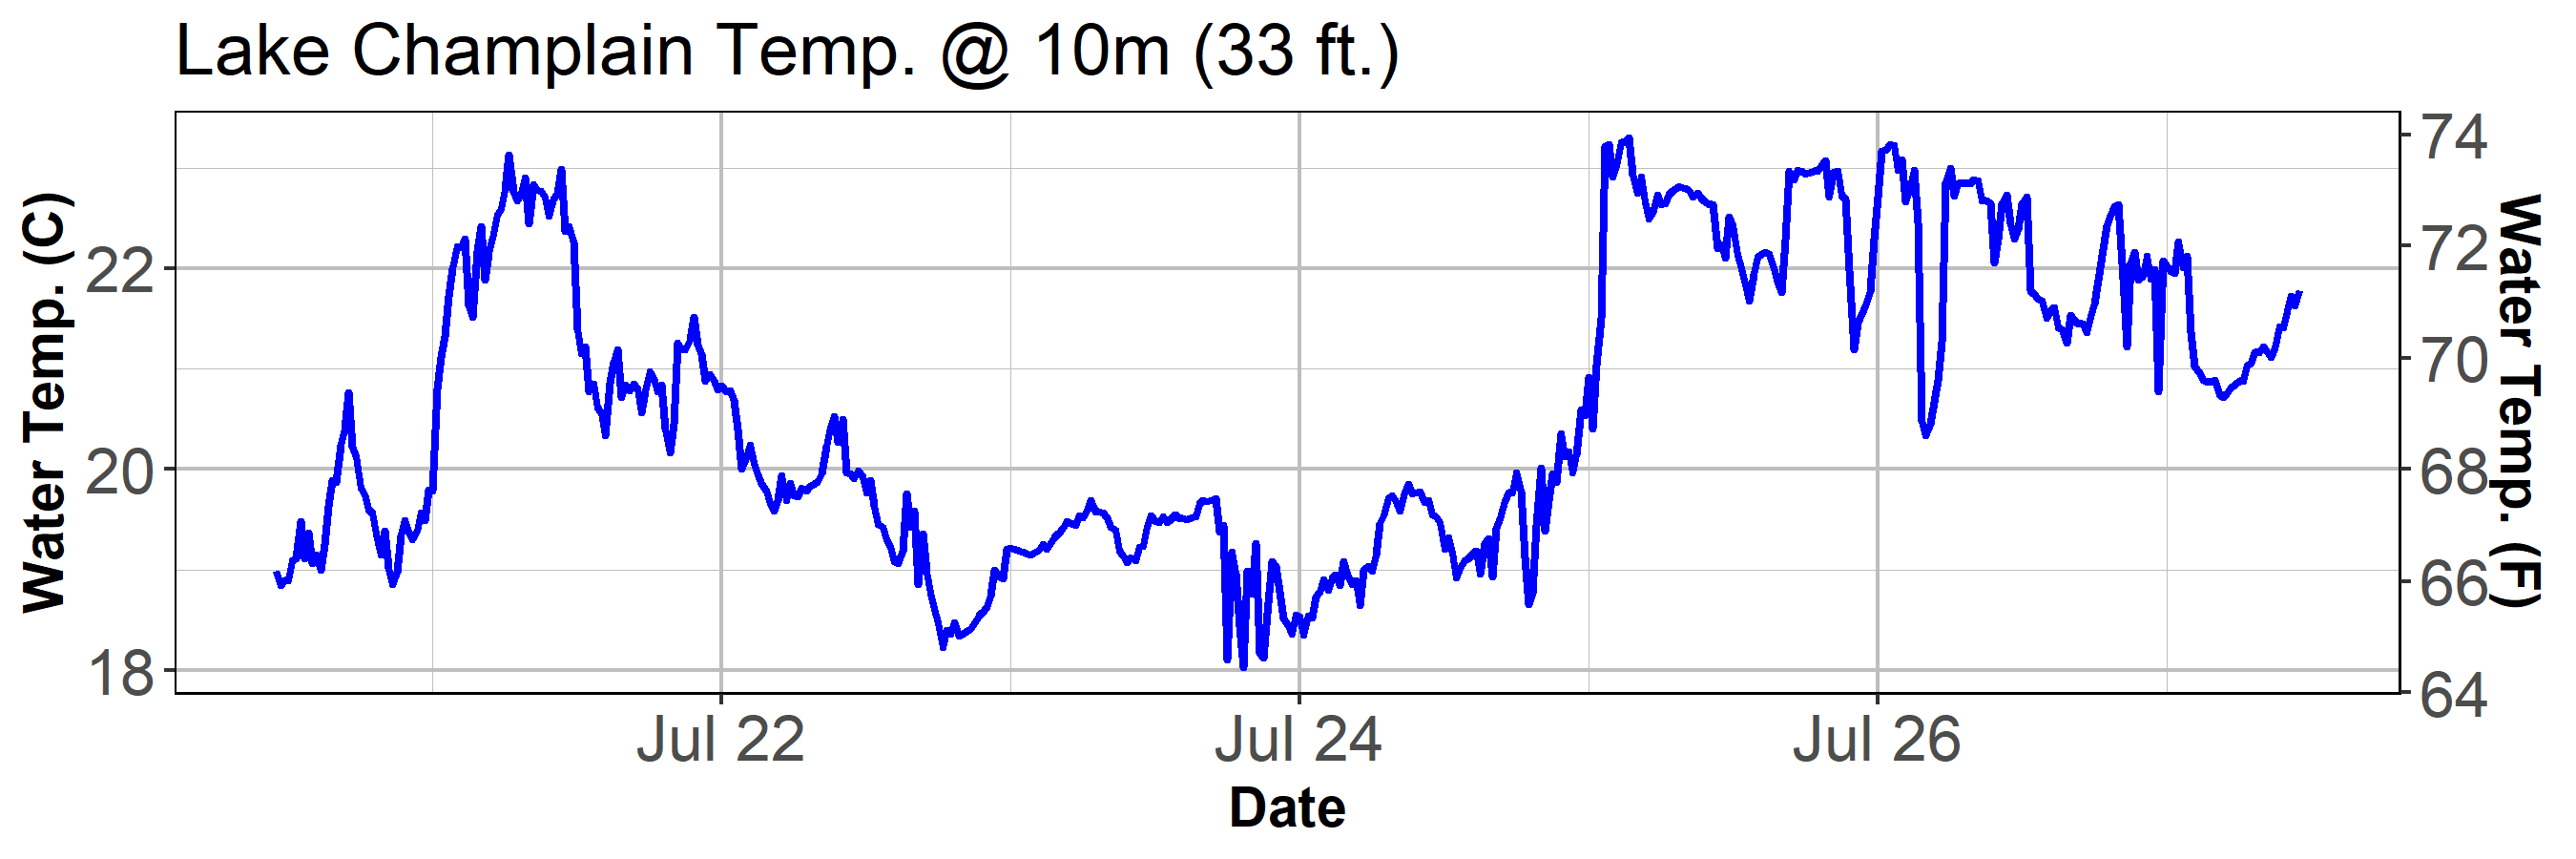 Lake Champlain Temp. @ 10m (33 ft.)
Water Temp. (C)
22
20
18
74
72
70
68
66
64
Water Temp. (F)
Jul 22
Jul 24
Jul 26
Date